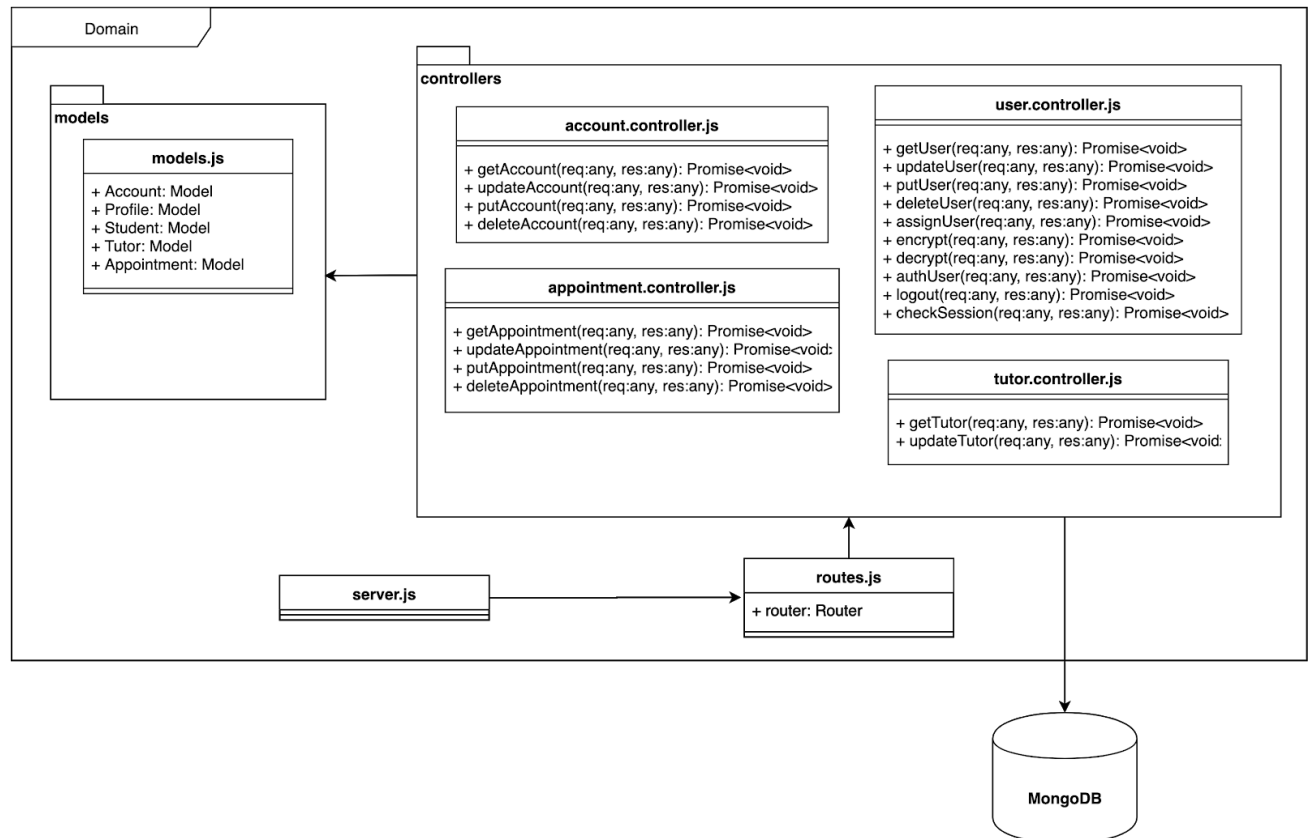 Domain
models
models.js
+ Account: Model
+ Profile: Model
+ Student: Model
+ Tutor: Model
+ Appointment: Model
controllers
account.controller.js
+ getAccount(req:any, res:any): Promise<void>
+ updateAccount(req:any, res:any): Promise<void>
+ putAccount(req:any, res:any): Promise<void>
+ deleteAccount(req:any, res:any): Promise<void>
appointment.controller.js
+ getAppointment(req:any, res:any): Promise<void>
+ updateAppointment(req:any, res:any): Promise<void
+ putAppointment(req:any, res:any): Promise<void>
+ deleteAppointment(req:any, res:any): Promise<void>
user.controller.js
+ getUser(req:any, res:any): Promise<void>
+ updateUser(req:any, res:any): Promise<void>
+ putUser(req:any, res:any): Promise<void>
+ deleteUser(req:any, res:any): Promise<void>
+ assignUser(req:any, res:any): Promise<void>
+ encrypt(req:any, res:any): Promise<void>
+ decrypt(req:any, res:any): Promise<void>
+ authUser(req:any, res:any): Promise<void>
+ logout(req:any, res:any): Promise<void>
+ checkSession(req:any, res:any): Promise<void>
tutor.controller.js
+ getTutor(req:any, res:any): Promise<void>
+ updateTutor(req:any, res:any): Promise<void
server.js
routes.js
+ router: Router
MongoDB